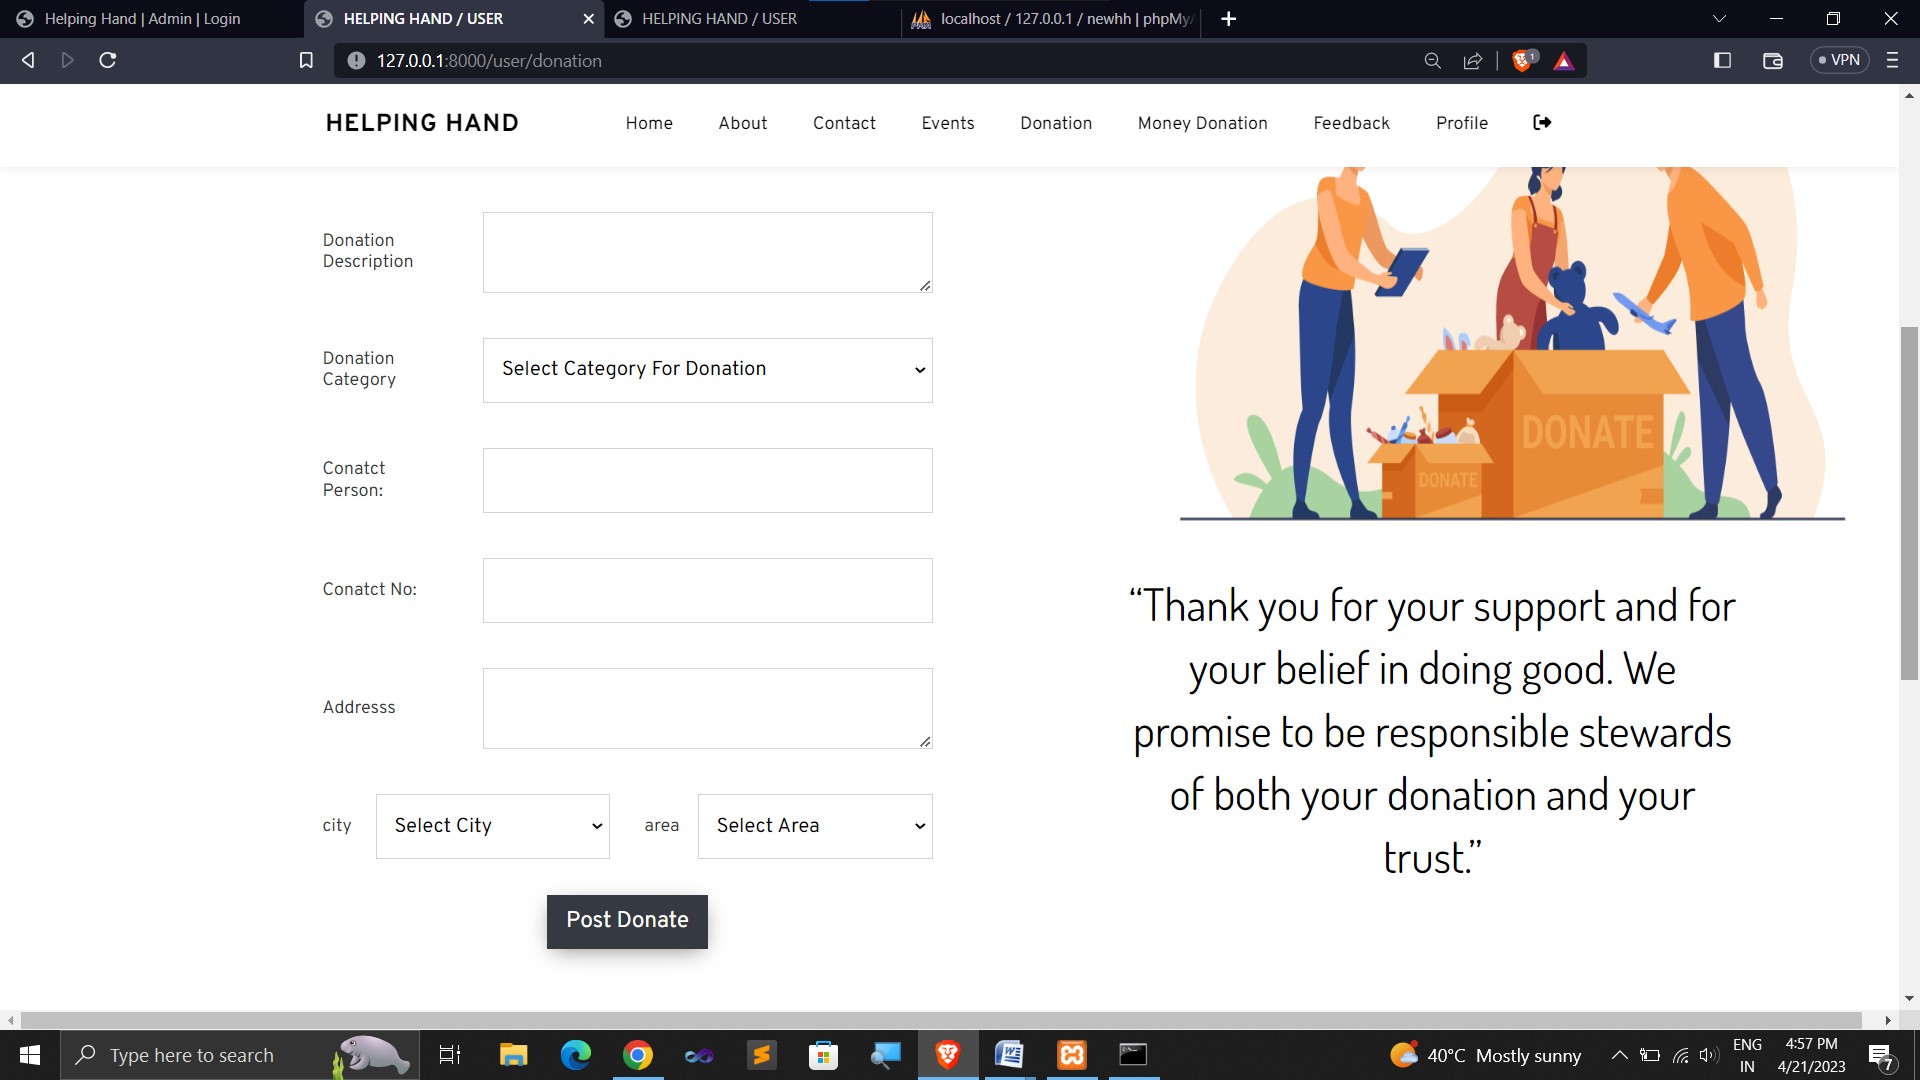 Helping Hand | Admin | Login
HELPING HAND / USER
HELPING HAND / USER
localhost / 127.0.0.1 / newhh | phpMyA
127.0.0.1:8000/user/donation
1
VPN
HELPING HAND
Home
About
Contact
Events
Donation
Money Donation
Feedback
Profile
Donation
Description
Donation
Category
Select Category For Donation
Conatct
Person:
Conatct No:
Addresss
city
Select City
area
Select Area
Post Donate
DONATE
DONATE
“Thank you for your support and for
your belief in doing good. We
promise to be responsible stewards
of both your donation and your
trust.”
Type here to search
40°C Mostly sunny
ENG
IN
4:57 PM
4/21/2023
7